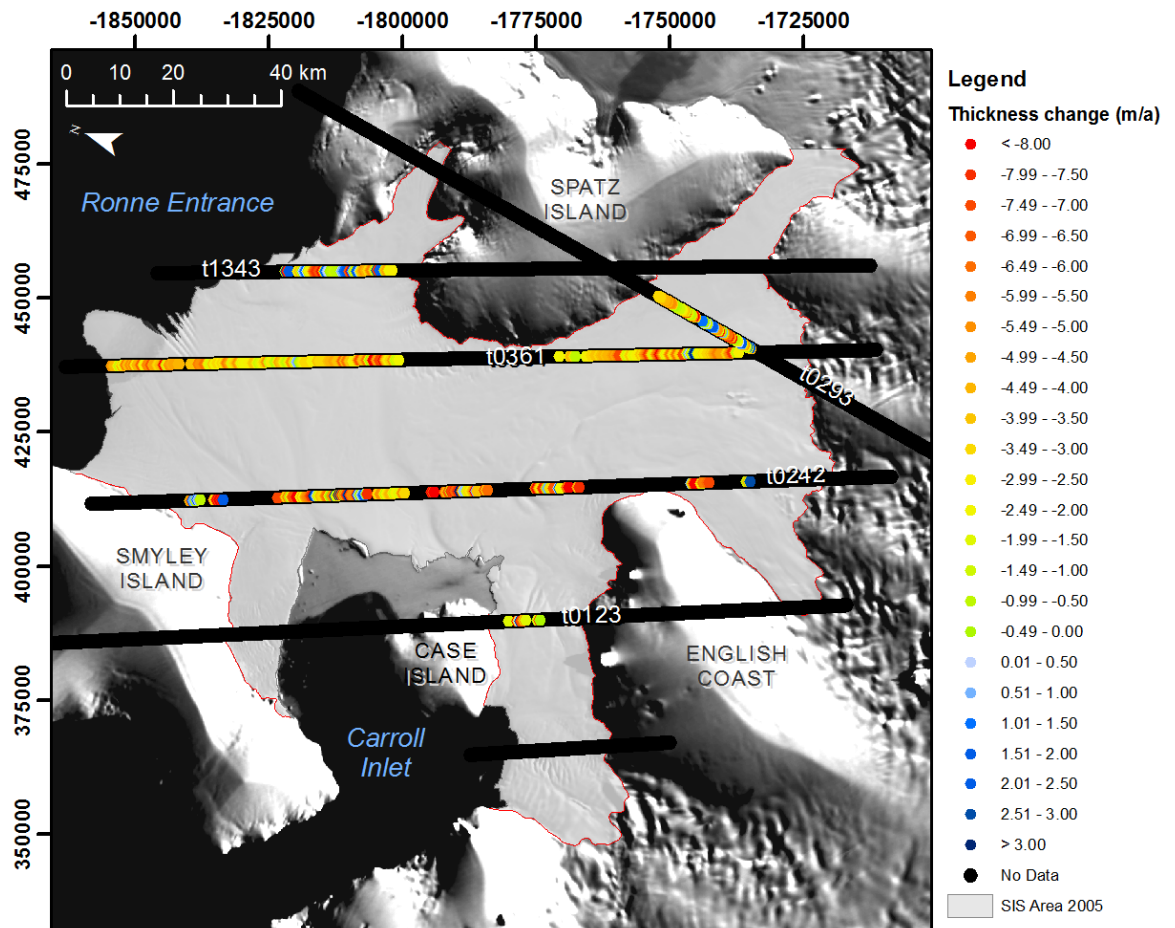 -1850000
-1825000
-1800000
-1775000
-1750000
-1725000
0 10 20 40 km
N
475000
450000
425000
400000
375000
350000
Ronne Entrance
SPATZ
ISLAND
t1343
t0361
t0293
t0242
SMYLEY
ISLAND
t0123
CASE
ISLAND
ENGLISH
COAST
Carroll
Inlet
Legend
Thickness change (m/a)
< -8.00
-7.99 - -7.50
-7.49 - -7.00
-6.99 - -6.50
-6.49 - -6.00
-5.99 - -5.50
-5.49 - -5.00
-4.99 - -4.50
-4.49 - -4.00
-3.99 - -3.50
-3.49 - -3.00
-2.99 - -2.50
-2.49 - -2.00
-1.99 - -1.50
-1.49 - -1.00
-0.99 - -0.50
-0.49 - 0.00
0.01 - 0.50
0.51 - 1.00
1.01 - 1.50
1.51 - 2.00
2.01 - 2.50
2.51 - 3.00
> 3.00
No Data
SIS Area 2005